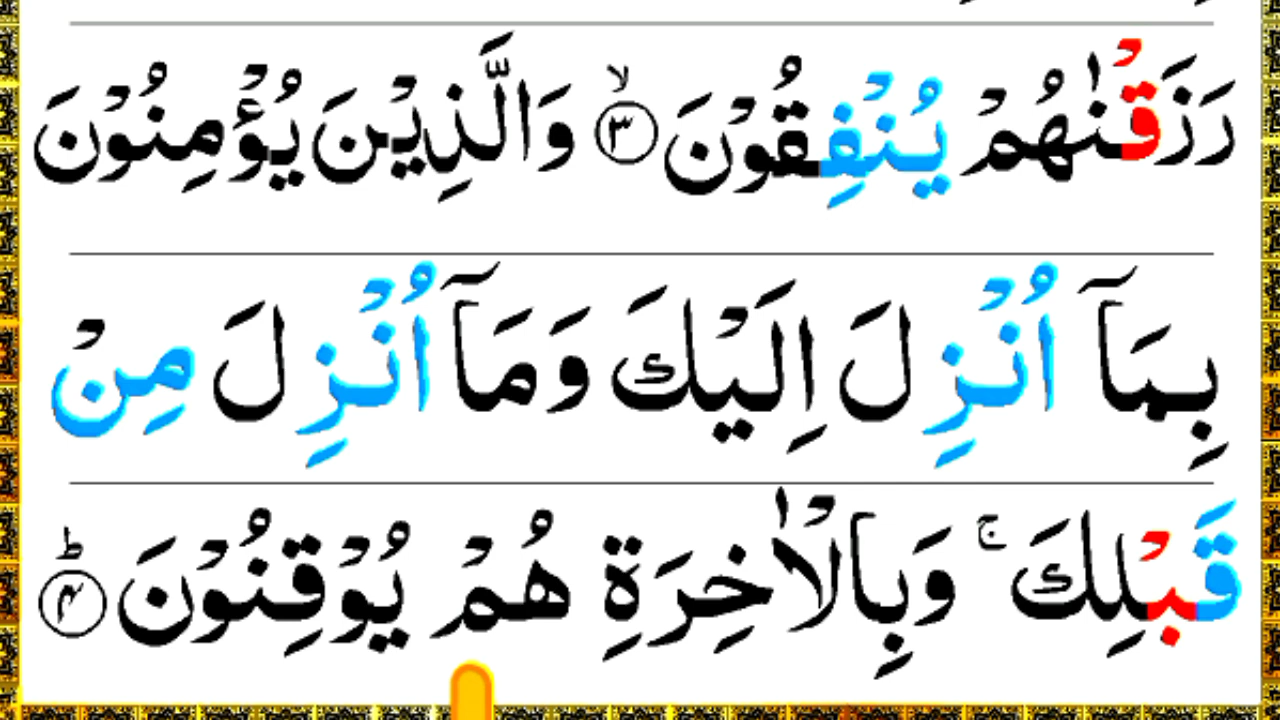 رَزَقْنٰهُمْ يُنْفِقُوْنَ ۙ‏﴿۳﴾ وَالَّذِيْنَ يُؤْمِنُوْنَ
بِمَآ اُنْزِلَ اِلَيْكَ وَمَآ اُنْزِلَ مِنْ
قَبْلِكَ ۚ وَبِالْاٰخِرَةِ هُمْ يُوْقِنُوْنَ ؕ‏﴿۴﴾